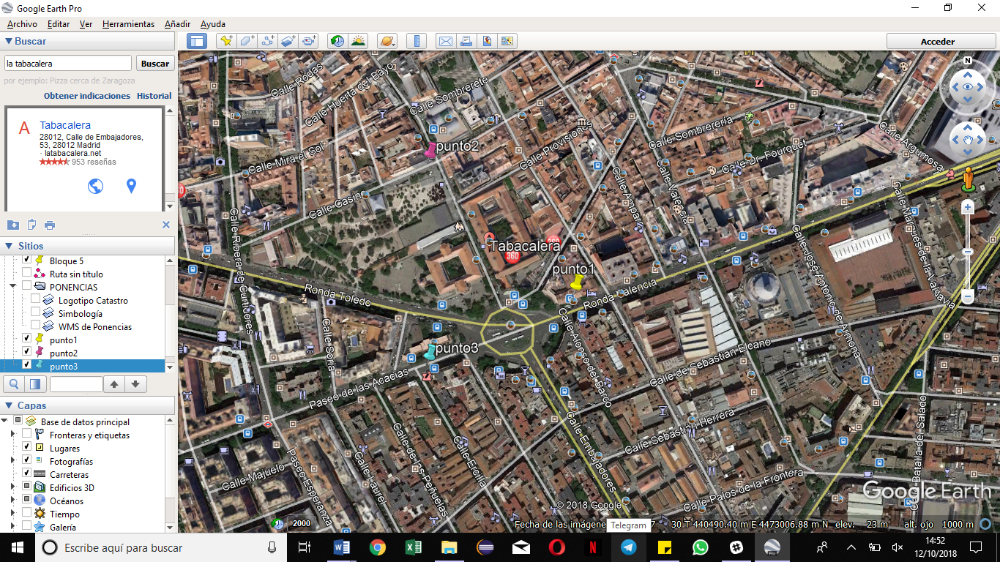 Google Earth Pro
Archivo Editar Ver Herramientas Añadir Ayuda
Buscar
la tabacalera Buscar
por ejemplo: Pizza cerca de Zaragoza
Obtener indicaciones Historial
A Tabacalera
28012, Calle de Embajadores,
53, 28012 Madrid
· latabacalera.net
953 reseñas
Sitios
Bloque 5
Ruta sin título
PONENCIAS
Logotipo Catastro
Simbología
WMS de Ponencias
punto1
punto2
punto3
Capas
Base de datos principal
Fronteras y etiquetas
Lugares
Fotografías
Carreteras
Edificios 3D
Océanos
Tiempo
Galería
Acceder
N
Calle Rodas
Calle Huerta del Bayo
Calle Sombrerete
punto2
Calle Provisiones
Calle Sombrerería
Calle Argumosa
Calle Dr. Fourquet
Calle Mira el Sol
Calle Casino
Calle Amparo
Calle Valencia
Calle Ribera de Curtidores
Calle Marqués de la Valdavia
Tabacalera
360
360
punto1
Calle José Antonio de Armona
Ronda Toledo
Ronda Valencia
Calle Soria
punto3
Calle Alonso del Barco
Calle de Sebastian Elcano
Paseo de las Acacias
Calle Sebastián Herrera
Calle Embajadores
Calle de las Peñuelas
Calle Ercilla
Calle Laurel
Paseo Esperanza
Calle Majuelo
Calle Palos de la Frontera
Batalla del Salado
Google Earth
© 2018 Google
2000
Fecha de las imágene
7 30 T 440490.40 m E 4473006.88 m N elev. 23 m alt. ojo 1000 m
Telegram
Escribe aquí para buscar
14:52
12/10/2018